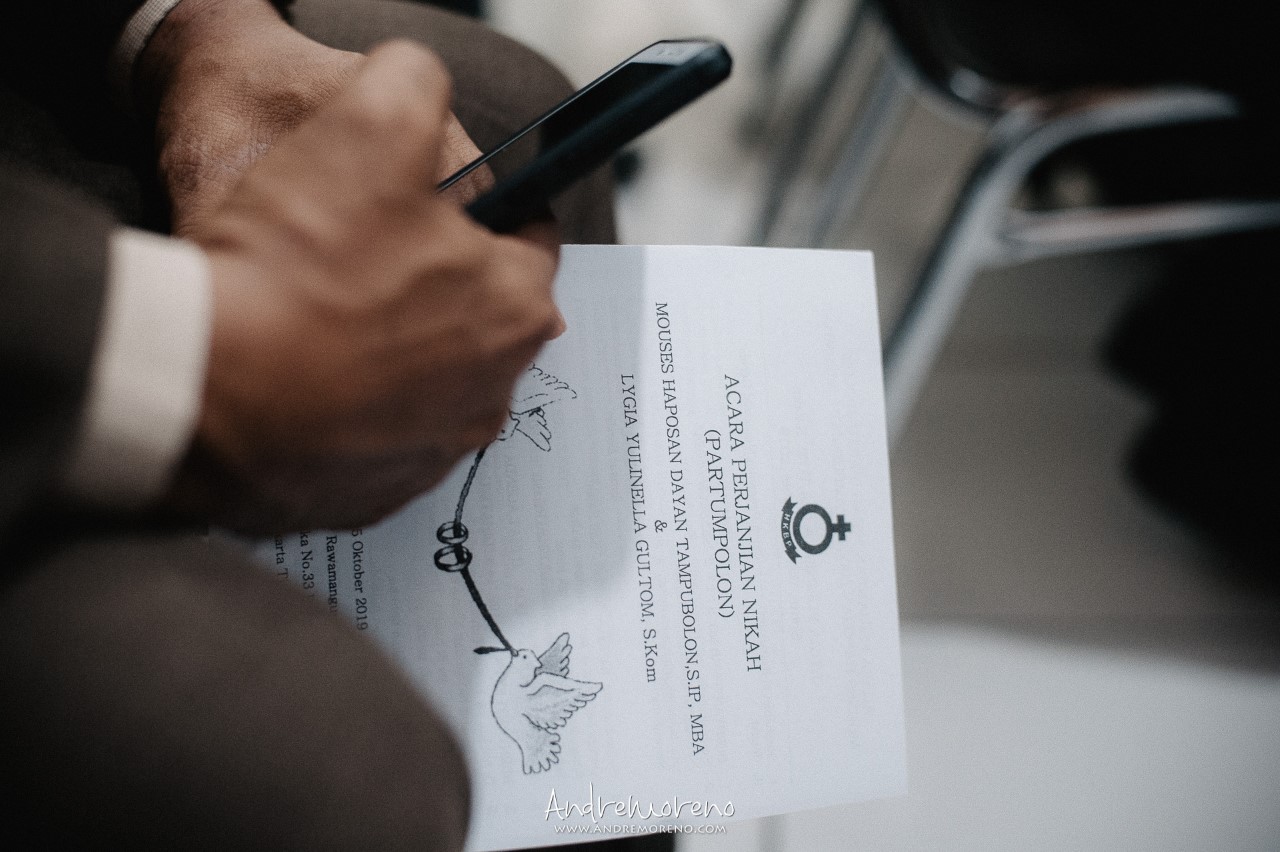 HKBP
ACARA PERJANJIAN NIKAH
(PARTUMPOLON)
MOUSES HAPOSAN DAYAN TAMPUBOLON,S.IP, MBA
&
LYGIA YULINELLA GULTOM, S.Kom
Oktober 2019
No.33
AndreMoreno
WWW.ANDREMORENO.COM